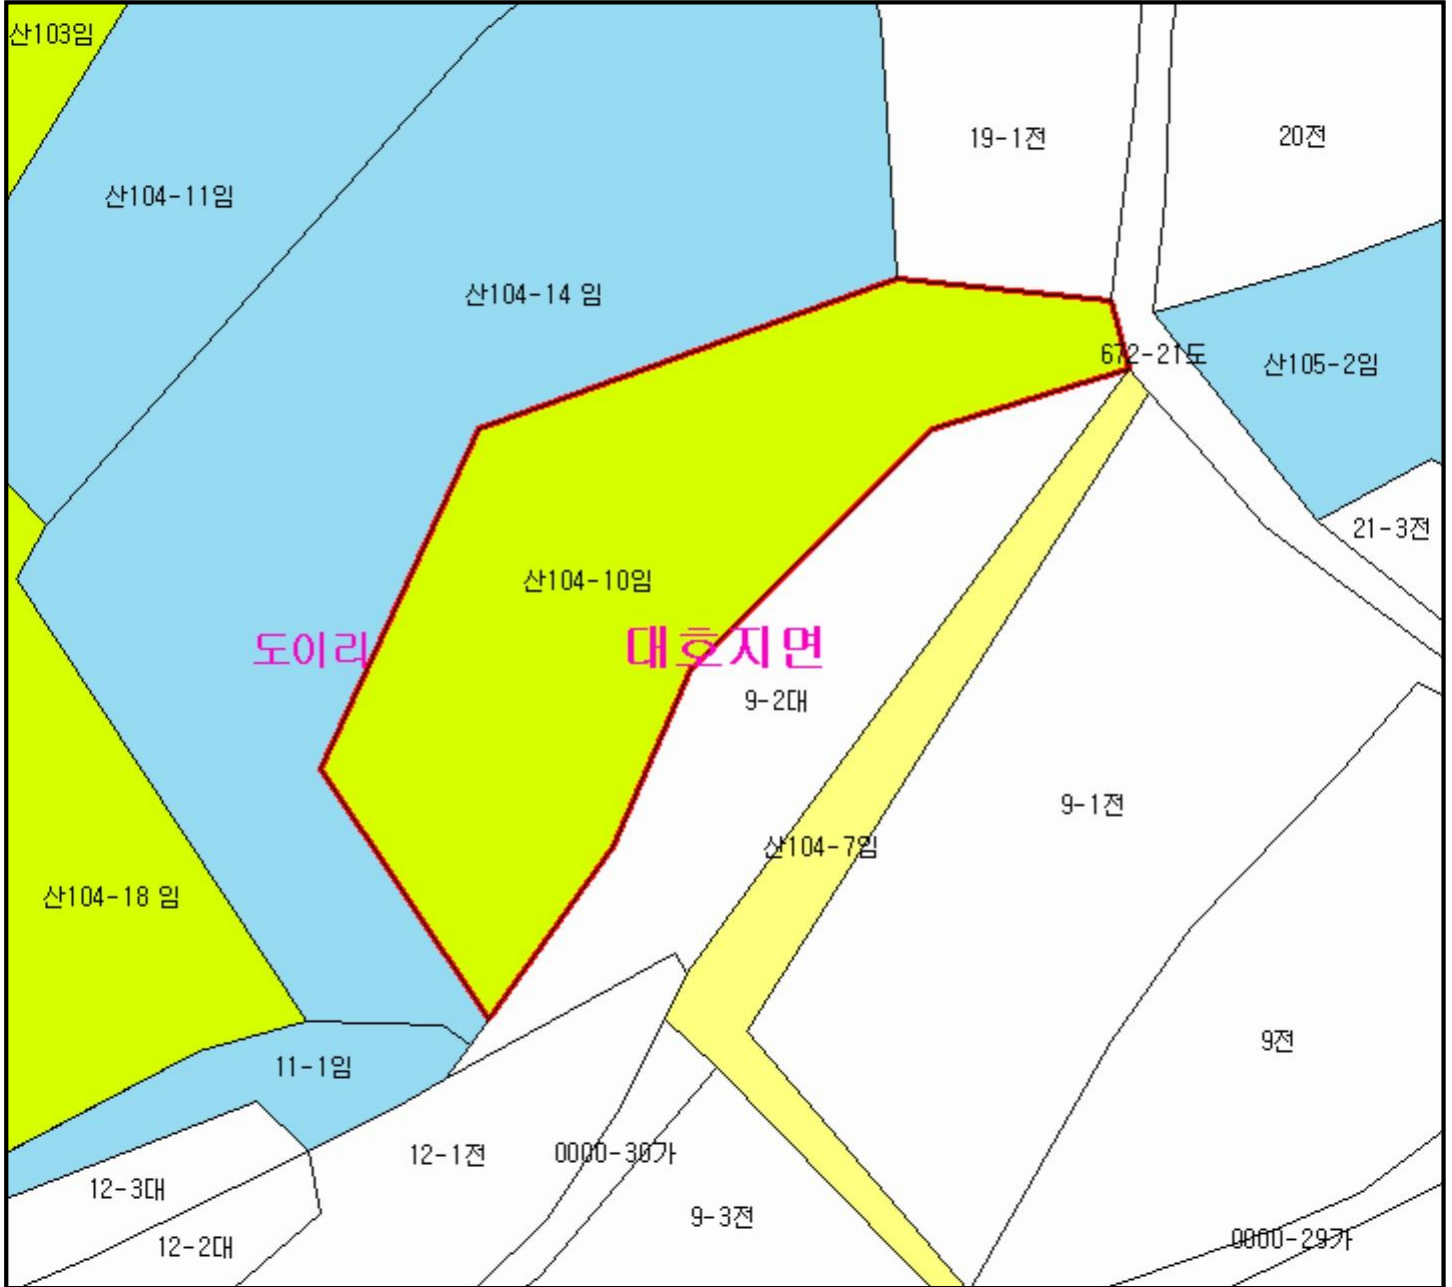 산103임
19-1전
20전
산104-11임
산104-14 임
672-21도
산105-2임
21-3전
산104-10임
도이리
대호지면
9-2대
9-1전
산104-7임
산104-18 임
9전
11-1임
12-1전
0000-30가
12-3대
9-3전
12-2대
0000-29가